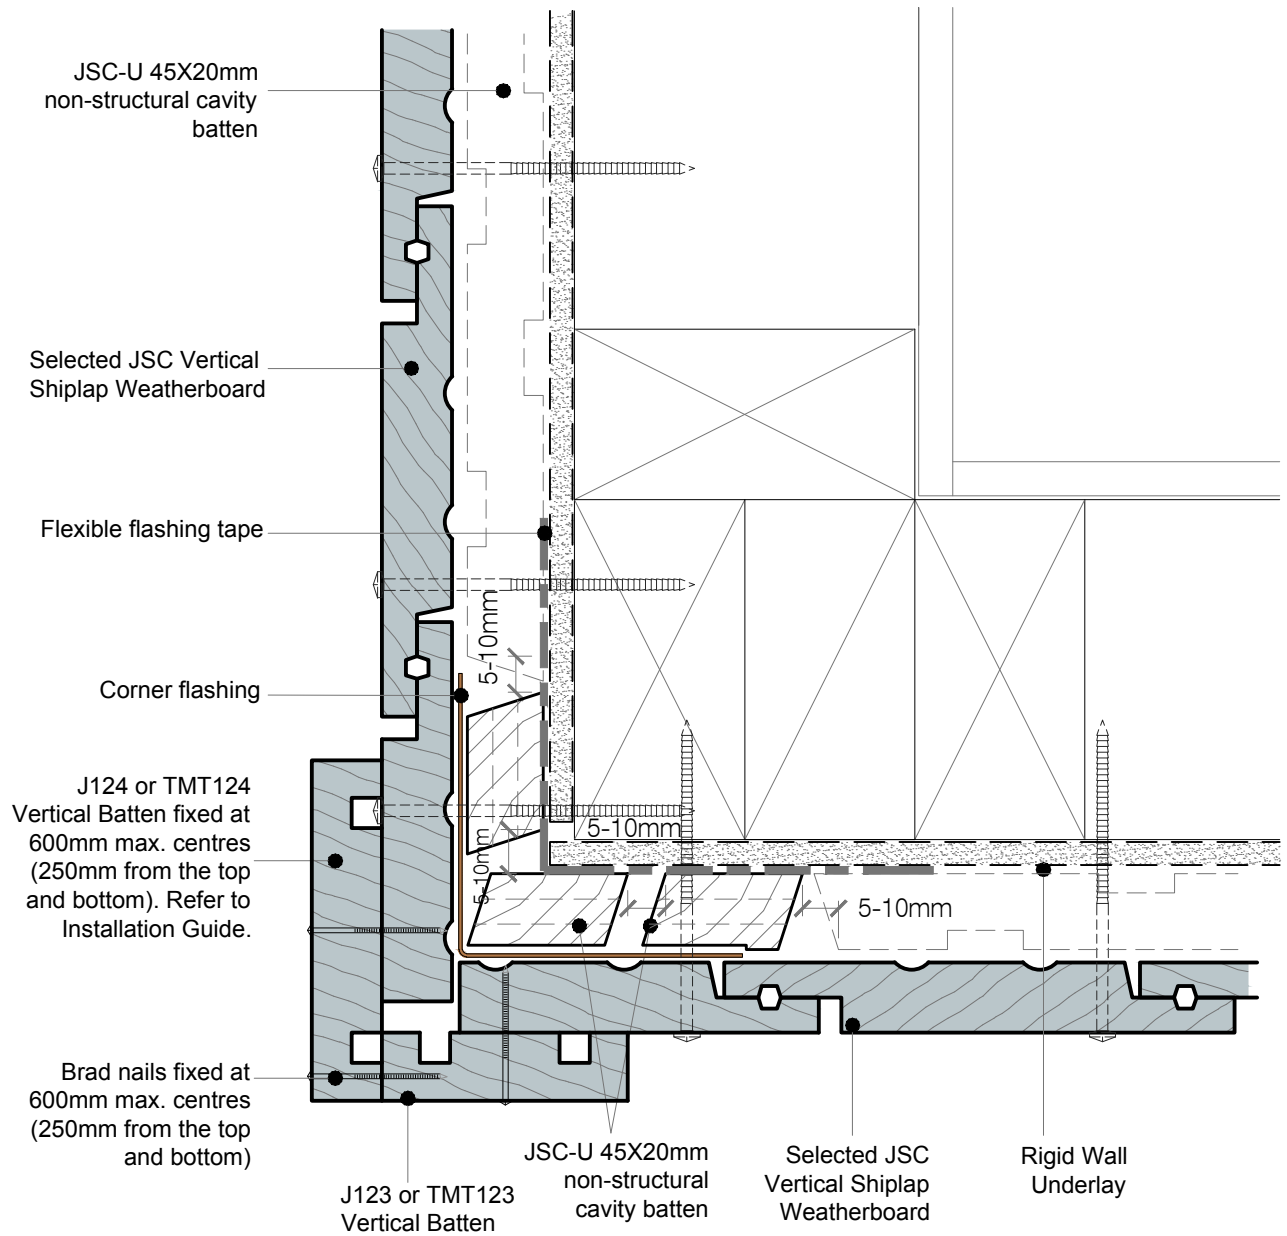 JSC-U 45X20mm
non-structural cavity
batten
Selected JSC Vertical
Shiplap Weatherboard
Flexible flashing tape
5-10mm
Corner flashing
J124 or TMT124
Vertical Batten fixed at
600mm max. centres
(250mm from the top
and bottom). Refer to
Installation Guide.
5-10mm
5-10mm
5-10mm
Brad nails fixed at
600mm max. centres
(250mm from the top
and bottom)
J123 or TMT123
Vertical Batten
JSC-U 45X20mm
non-structural
cavity batten
Selected JSC
Vertical Shiplap
Weatherboard
Rigid Wall
Underlay